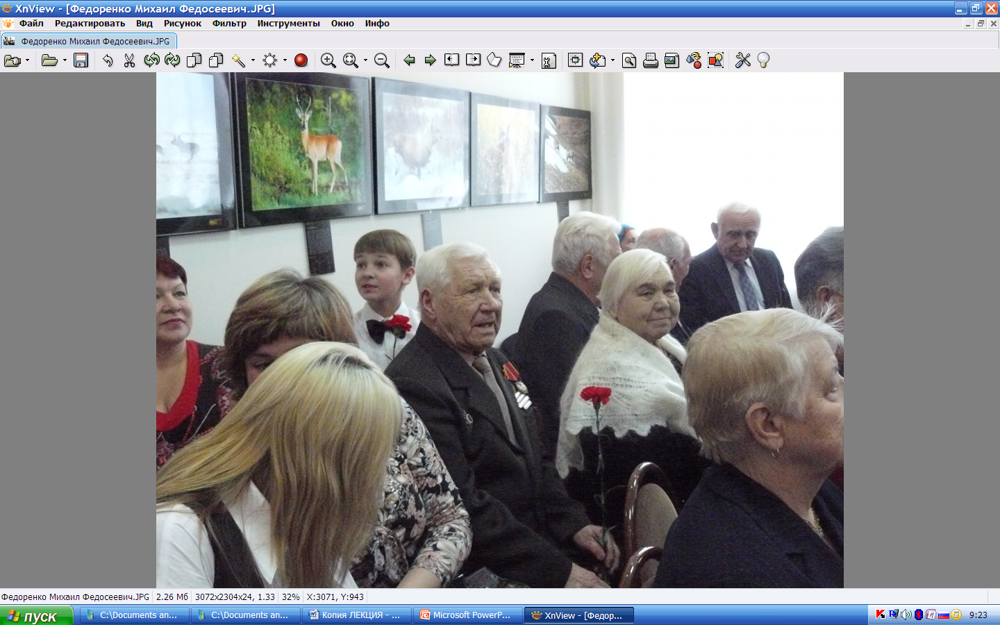 XnView - [Федоренко Михаил Федосеевич.JPG]
Файл Редактировать Вид Рисунок Фильтр Инструменты Окно Инфо
Федоренко Михаил Федосеевич.JPG
Федоренко Михаил Федосеевич.JPG 2.26 Мб 3072x2304x24, 1.33 32% X:3071, Y:943
пуск C:\Documents an... C:\Documents an... Копия ЛЕКЦИЯ - ... Microsoft PowerP... XnView - [Федор... 9:23